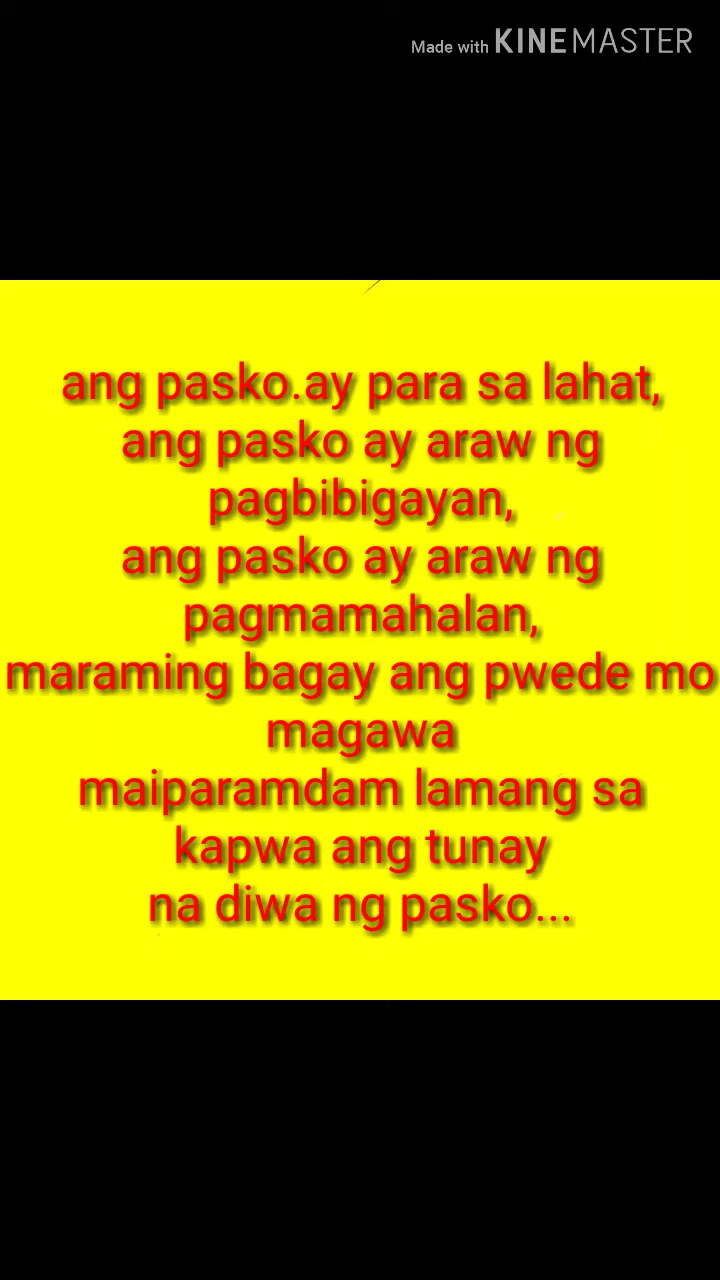 Made with KINEMASTER
ang pasko.ay para sa lahat,
ang pasko ay araw ng
pagbibigayan,
ang pasko ay araw ng
pagmamahalan,
maraming bagay ang pwede mo
magawa
maiparamdam lamang sa
kapwa ang tunay
na diwa ng pasko...